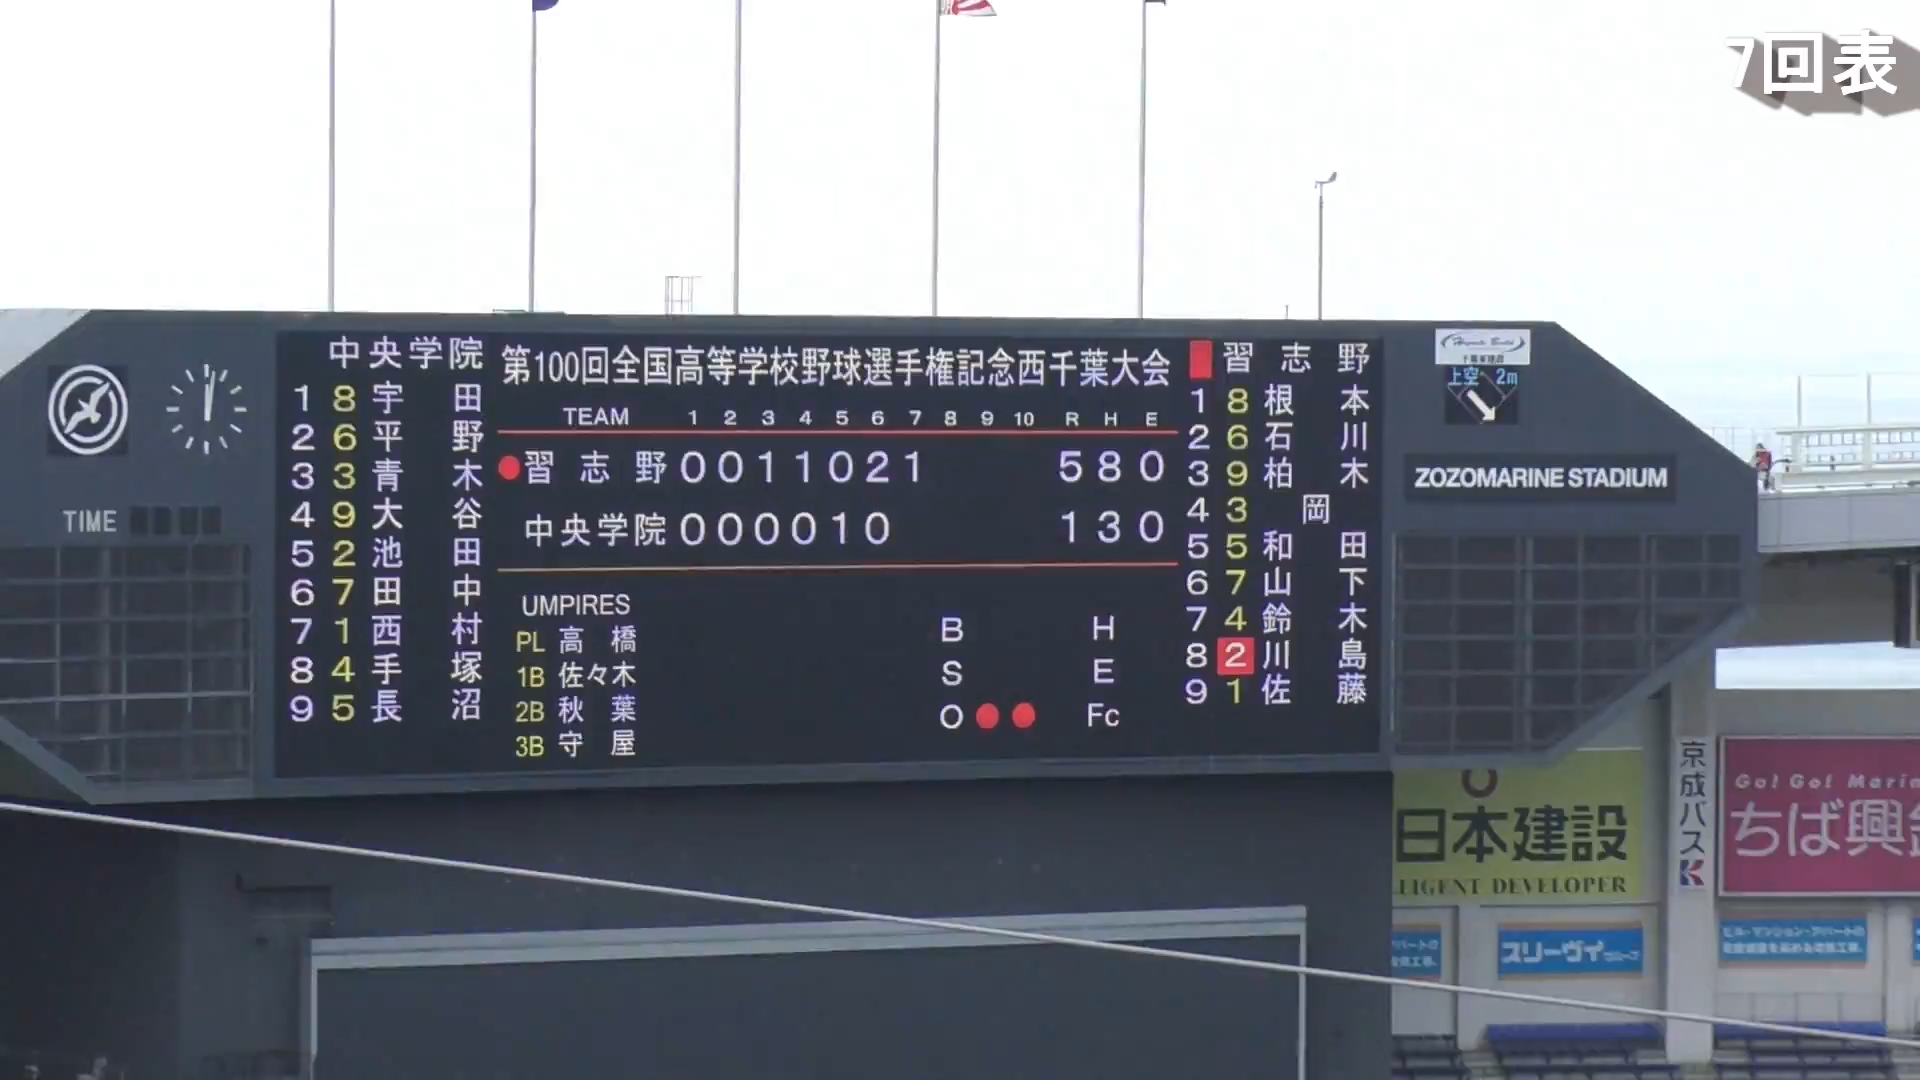 7回表
中央学院
1 8 宇田
2 6 平野
3 3 青木
4 9 大谷
5 2 池田
6 7 田中
7 1 西村
8 4 手塚
9 5 長沼
TIME
第100回全国高等学校野球選手権記念西千葉大会
TEAM 1 2 3 4 5 6 7 8 9 10 R H E
習志野 0 0 1 1 0 2 1 5 8 0
中央学院 0 0 0 0 1 0 1 3 0
UMPIRES
PL 高橋
1B 佐々木
2B 秋葉
3B 守屋
B
S
O
H
E
Fc
習志野
1 8 根本
2 6 石川
3 9 柏木
4 3 岡
5 5 和田
6 7 山下
7 4 鈴木
8 2 川島
9 1 佐藤
上空 2m
ZOZOMARINE STADIUM
日本建設
LLIGENT DEVELOPER
京成バス
Go! Go! Marin
ちば興銀
スリーヴイグループ